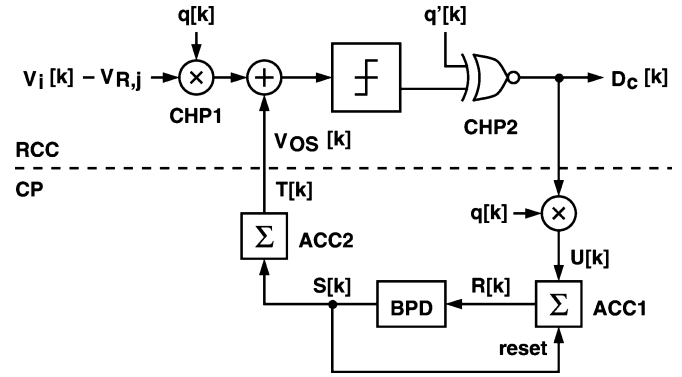 q[k]
q'[k]
V_i [k] – V_R,j
×
+
D_c [k]
CHP1
CHP2
V_OS [k]
RCC
CP
T[k]
q[k]
×
Σ
ACC2
U[k]
S[k]
R[k]
BPD
Σ
ACC1
reset